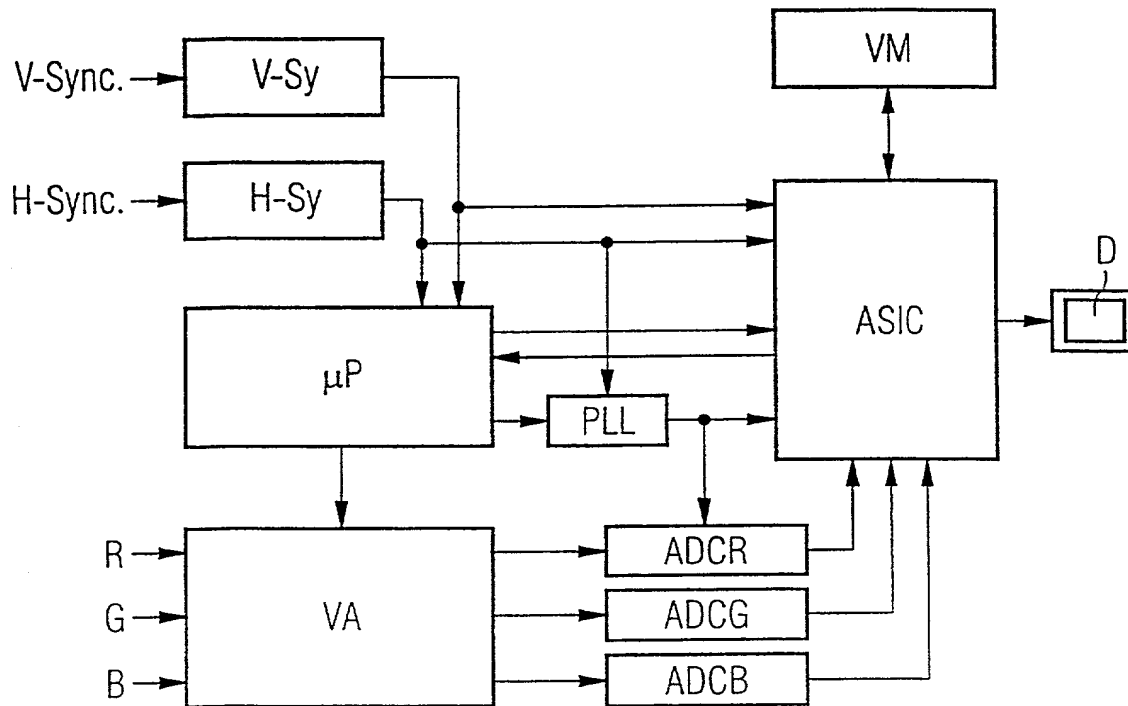 V-Sync.
V-Sy
VM
H-Sync.
H-Sy
D
ASIC
μP
PLL
R
ADCR
G
VA
ADCG
B
ADCB